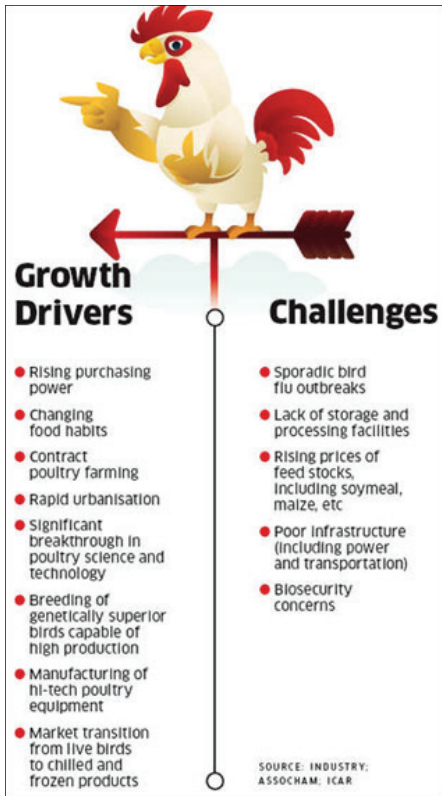 Growth
Drivers
Rising purchasing
power
Changing
food habits
Contract
poultry farming
Rapid urbanisation
Significant
breakthrough in
poultry science and
technology
Breeding of
genetically superior
birds capable of
high production
Manufacturing of
hi-tech poultry
equipment
Market transition
from live birds
to chilled and
frozen products
Challenges
Sporadic bird
flu outbreaks
Lack of storage and
processing facilities
Rising prices of
feed stocks,
including soymeal,
maize, etc
Poor infrastructure
(including power
and transportation)
Biosecurity
concerns
SOURCE: INDUSTRY;
ASSOCHAM; ICAR